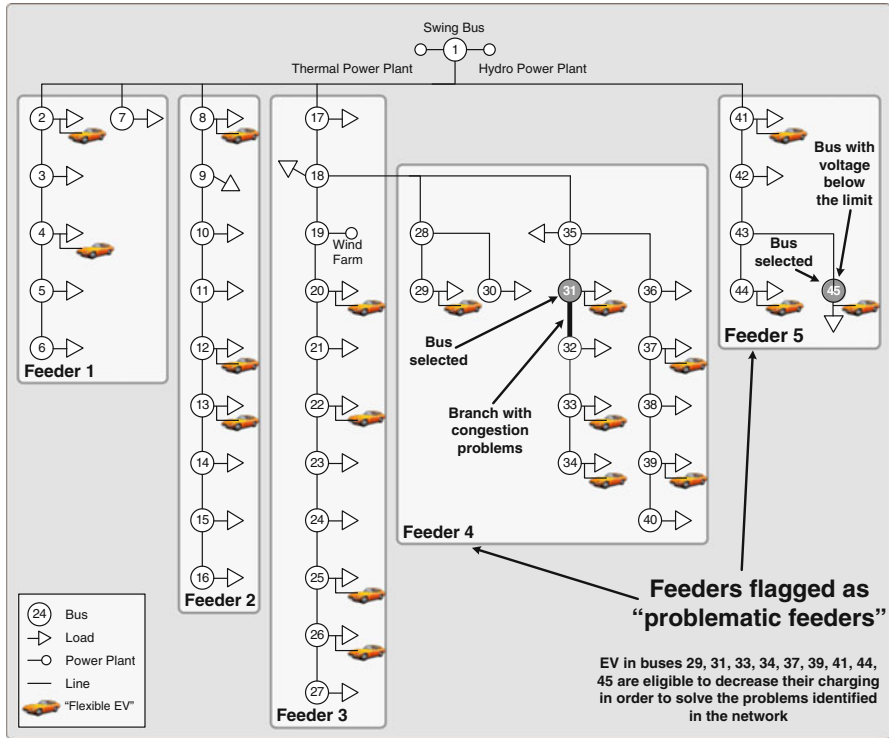 Swing Bus
1
Thermal Power Plant
Hydro Power Plant
2
7
3
4
5
6
Feeder 1
8
9
10
11
12
13
14
15
16
Feeder 2
17
18
19
Wind
Farm
20
21
22
23
24
25
26
27
Feeder 3
28
35
29
30
31
36
Bus
selected
32
37
Branch with
congestion
problems
33
38
34
39
40
Feeder 4
41
42
43
44
45
Bus with
voltage
below
the limit
Bus
selected
Feeder 5
Feeders flagged as
“problematic feeders”
EV in buses 29, 31, 33, 34, 37, 39, 41, 44,
45 are eligible to decrease their charging
in order to solve the problems identified
in the network
24 Bus
Load
Power Plant
Line
“Flexible EV”